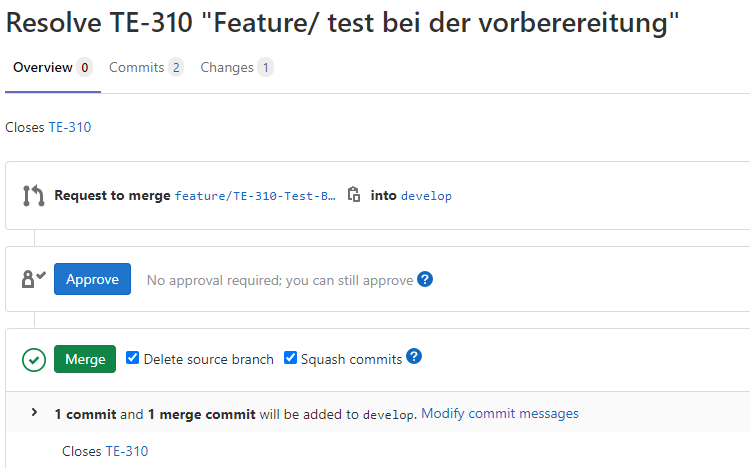 Resolve TE-310 "Feature/ test bei der vorberereitung"
Overview 0 Commits 2 Changes 1
Closes TE-310
Request to merge feature/TE-310-Test-B… into develop
Approve No approval required; you can still approve ?
Merge Delete source branch Squash commits ?
1 commit and 1 merge commit will be added to develop. Modify commit messages
Closes TE-310